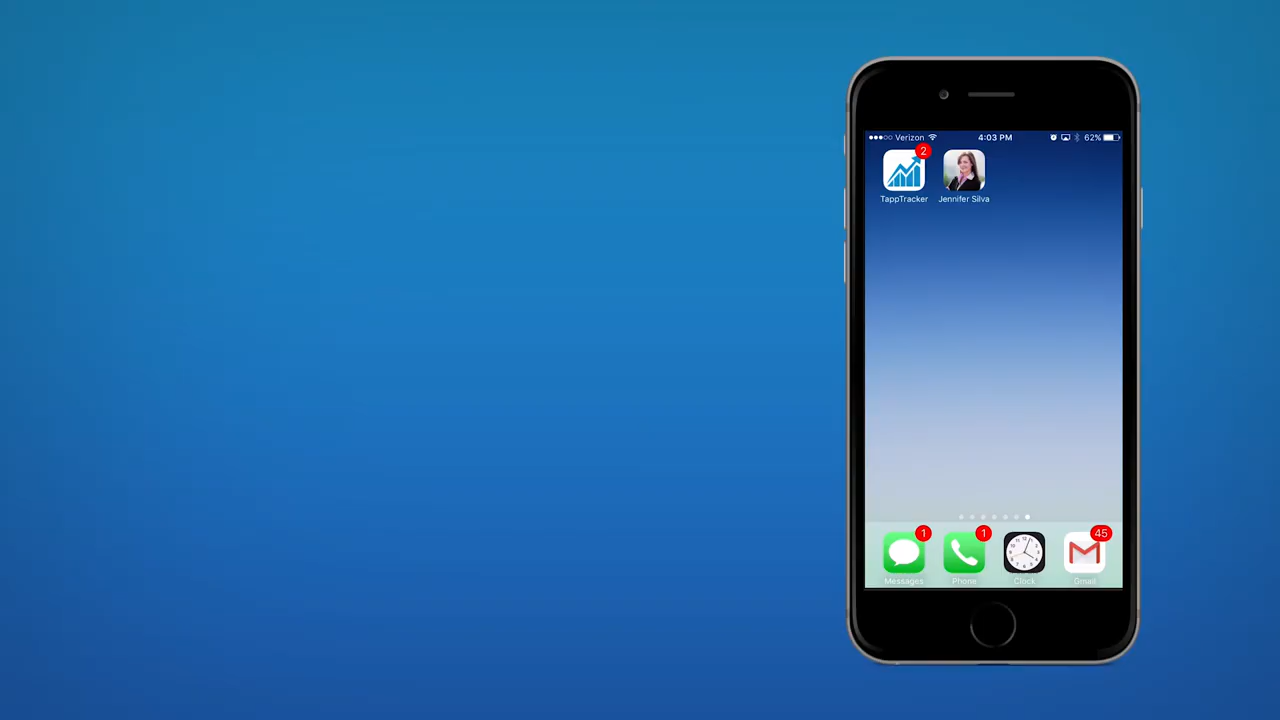 Verizon 4:03 PM 62%
2
TappTracker Jennifer Silva
1 1 45
Messages Phone Clock Gmail